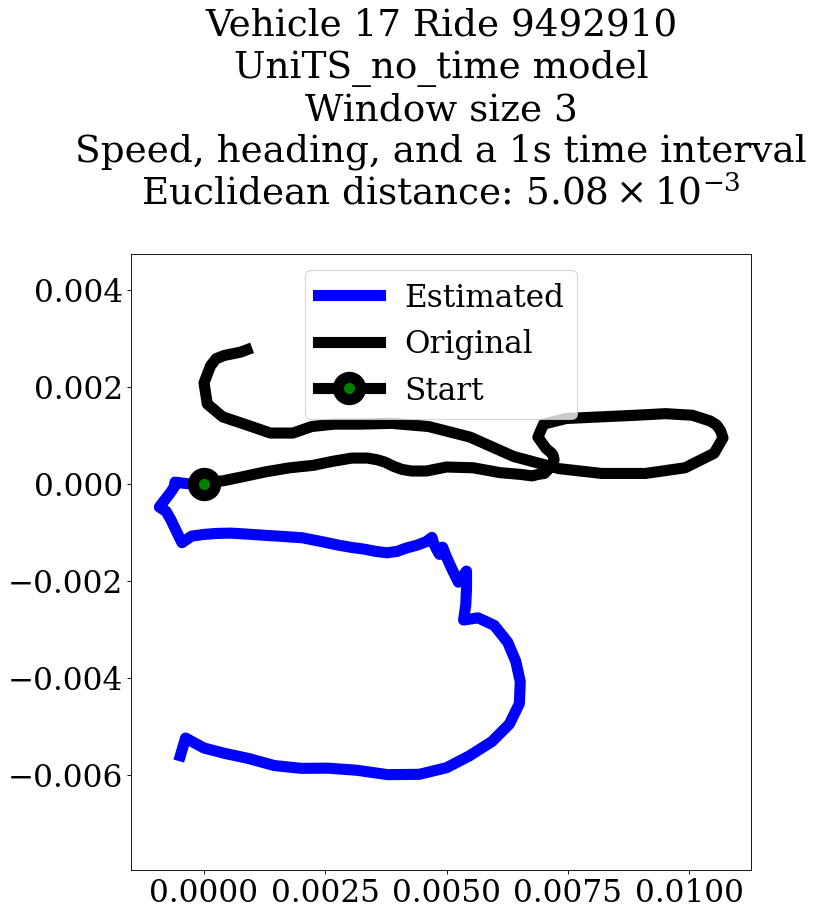 Vehicle 17 Ride 9492910
UniTS_no_time model
Window size 3
Speed, heading, and a 1s time interval
Euclidean distance: 5.08 × 10⁻³
Estimated
Original
Start
0.004
0.002
0.000
−0.002
−0.004
−0.006
0.0000 0.0025 0.0050 0.0075 0.0100